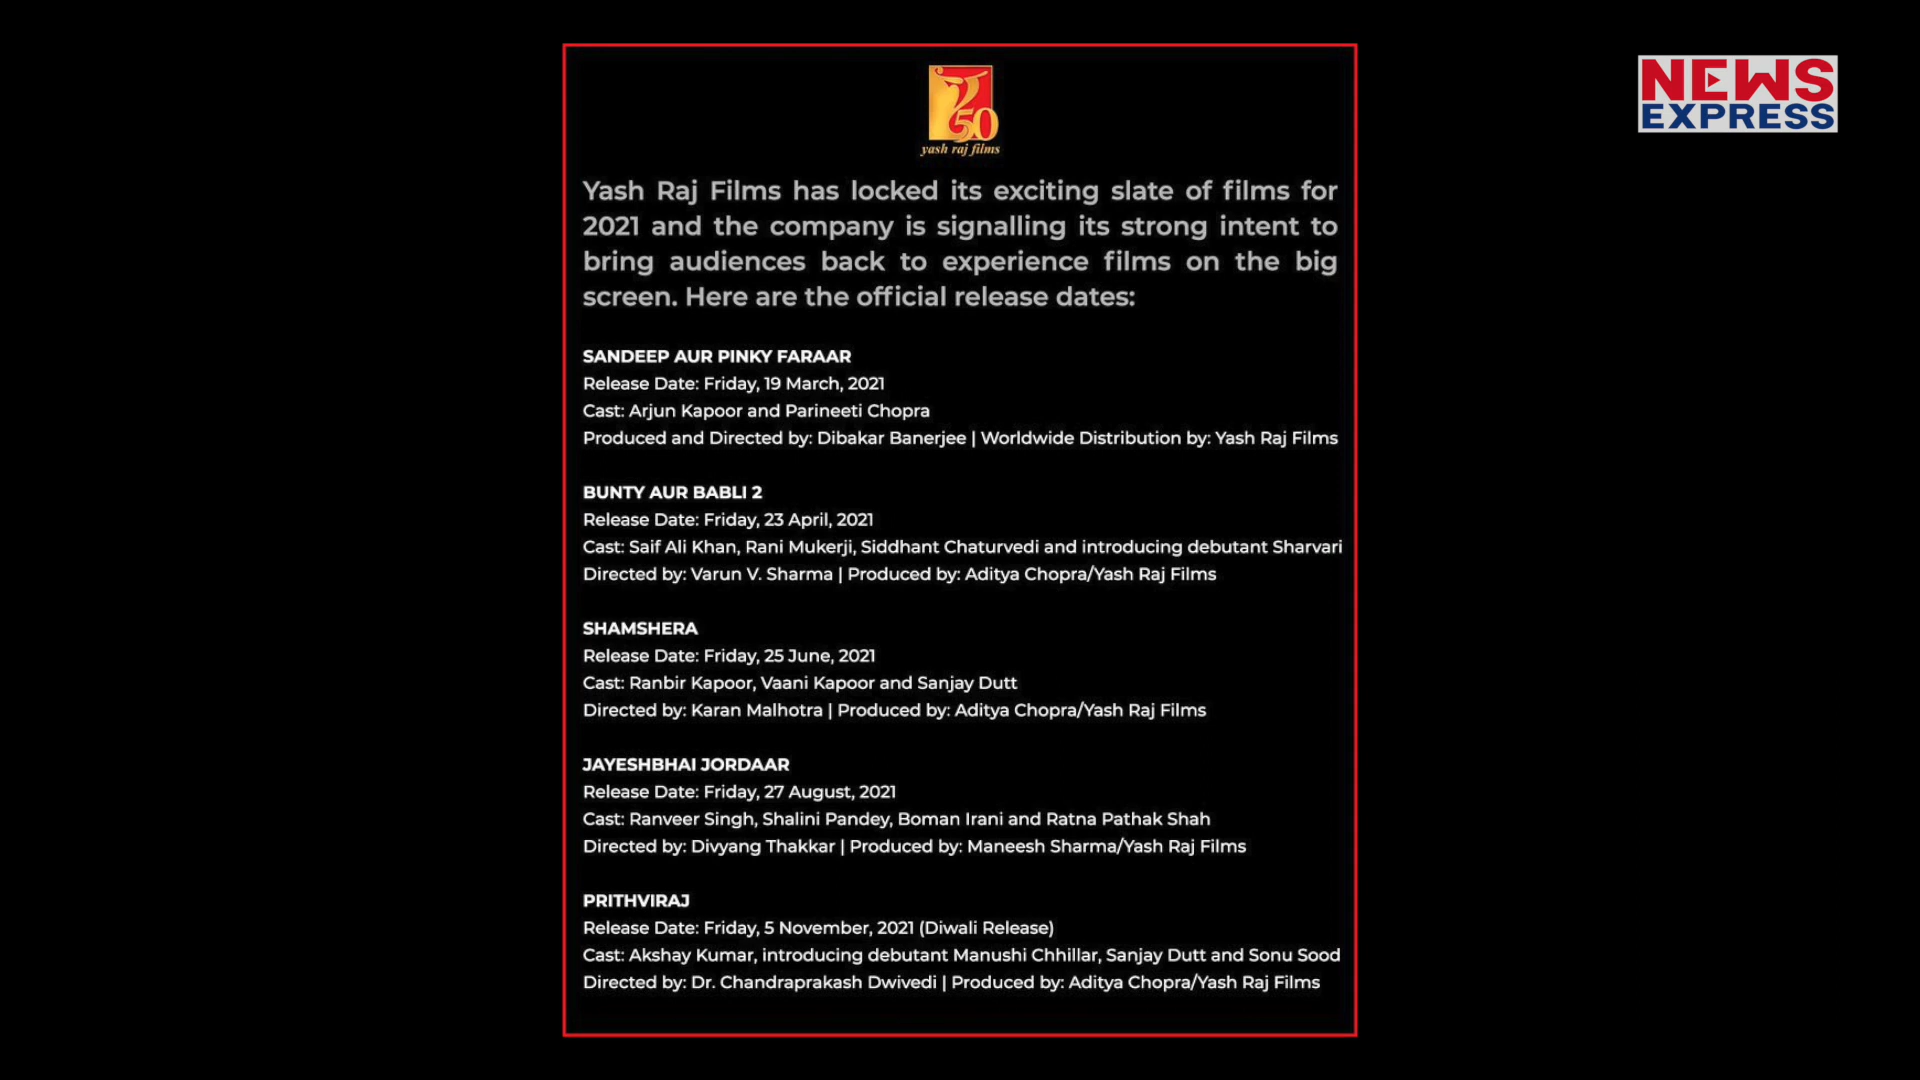 50
yash raj films
NEWS
EXPRESS
Yash Raj Films has locked its exciting slate of films for
2021 and the company is signalling its strong intent to
bring audiences back to experience films on the big
screen. Here are the official release dates:
SANDEEP AUR PINKY FARAAR
Release Date: Friday, 19 March, 2021
Cast: Arjun Kapoor and Parineeti Chopra
Produced and Directed by: Dibakar Banerjee | Worldwide Distribution by: Yash Raj Films
BUNTY AUR BABLI 2
Release Date: Friday, 23 April, 2021
Cast: Saif Ali Khan, Rani Mukerji, Siddhant Chaturvedi and introducing debutant Sharvari
Directed by: Varun V. Sharma | Produced by: Aditya Chopra/Yash Raj Films
SHAMSHERA
Release Date: Friday, 25 June, 2021
Cast: Ranbir Kapoor, Vaani Kapoor and Sanjay Dutt
Directed by: Karan Malhotra | Produced by: Aditya Chopra/Yash Raj Films
JAYESHBHAI JORDAAR
Release Date: Friday, 27 August, 2021
Cast: Ranveer Singh, Shalini Pandey, Boman Irani and Ratna Pathak Shah
Directed by: Divyang Thakkar | Produced by: Maneesh Sharma/Yash Raj Films
PRITHVIRAJ
Release Date: Friday, 5 November, 2021 (Diwali Release)
Cast: Akshay Kumar, introducing debutant Manushi Chhillar, Sanjay Dutt and Sonu Sood
Directed by: Dr. Chandraprakash Dwivedi | Produced by: Aditya Chopra/Yash Raj Films